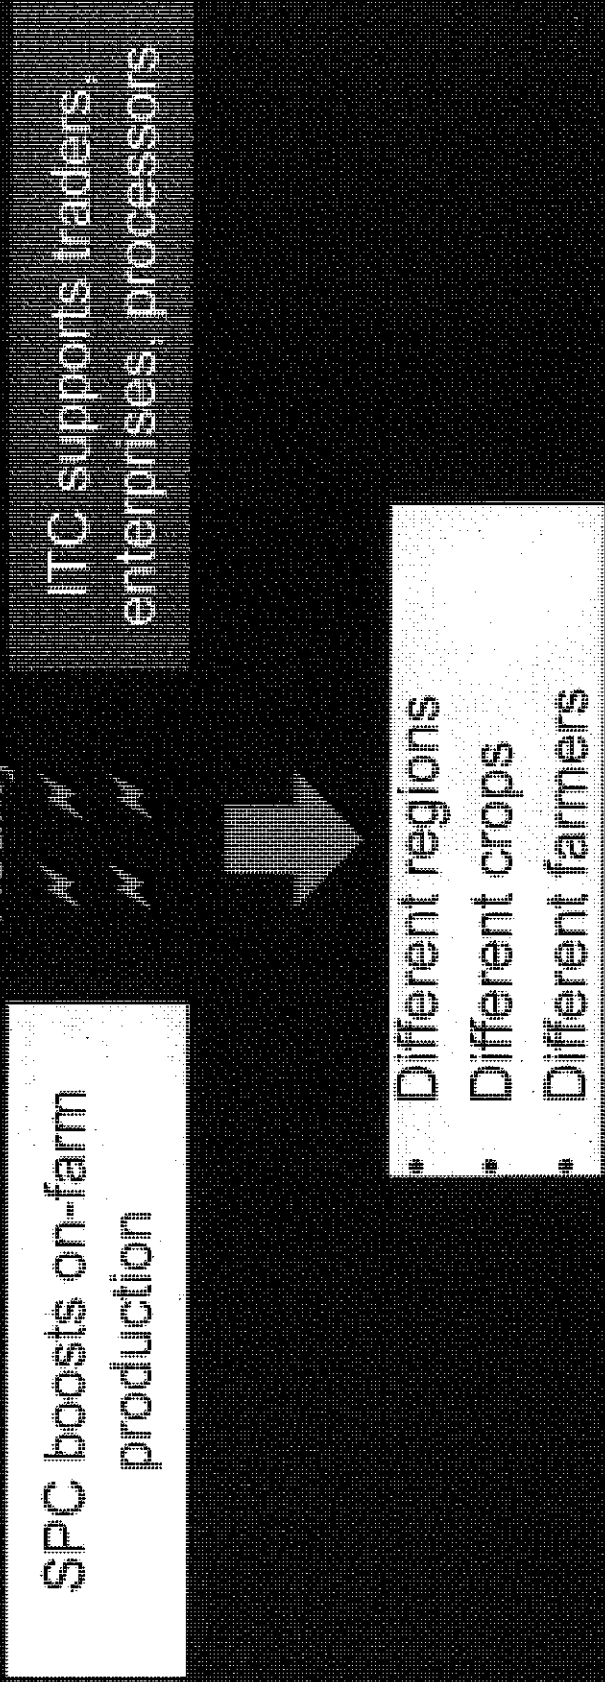 SPC boosts on-farm
production
ITC supports traders,
enterprises, processors
• Different regions
• Different crops
• Different farmers